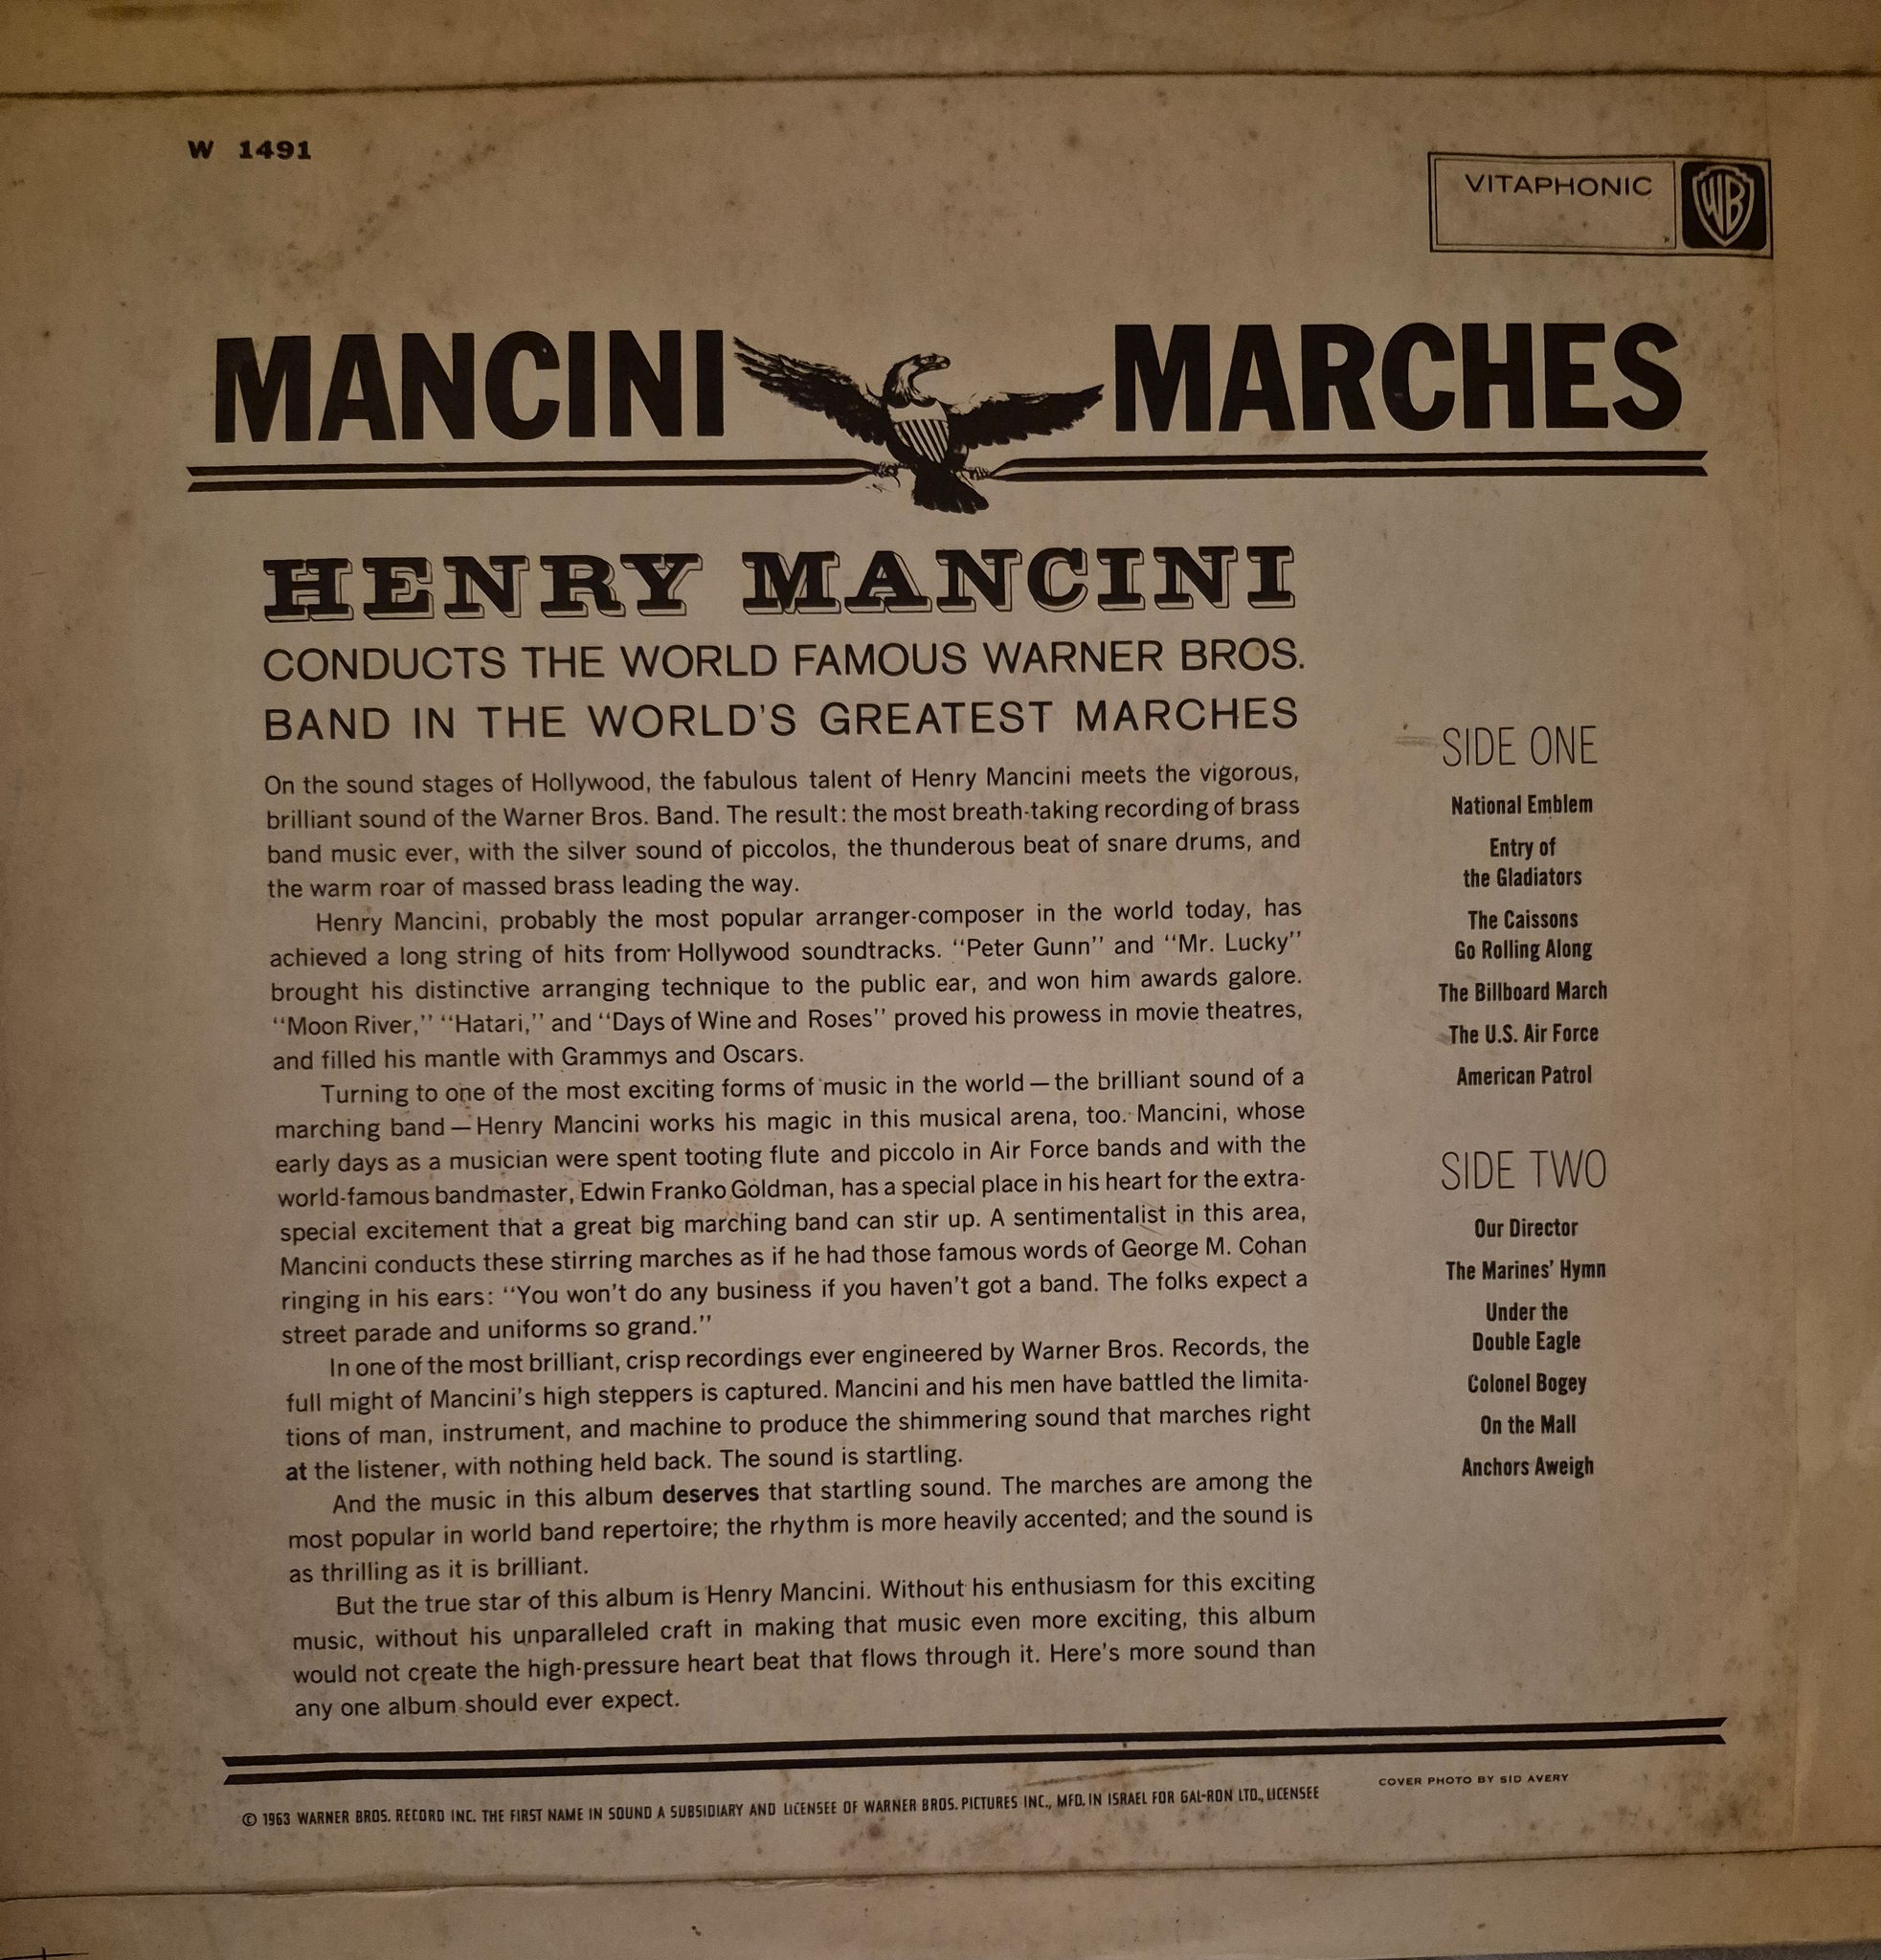 W 1491
VITAPHONIC
WB
MANCINI MARCHES
HENRY MANCINI
CONDUCTS THE WORLD FAMOUS WARNER BROS.
BAND IN THE WORLD'S GREATEST MARCHES
On the sound stages of Hollywood, the fabulous talent of Henry Mancini meets the vigorous,
brilliant sound of the Warner Bros. Band. The result: the most breath-taking recording of brass
band music ever, with the silver sound of piccolos, the thunderous beat of snare drums, and
the warm roar of massed brass leading the way.
Henry Mancini, probably the most popular arranger-composer in the world today, has
achieved a long string of hits from Hollywood soundtracks. "Peter Gunn" and "Mr. Lucky"
brought his distinctive arranging technique to the public ear, and won him awards galore.
"Moon River," "Hatari," and "Days of Wine and Roses" proved his prowess in movie theatres,
and filled his mantle with Grammys and Oscars.
Turning to one of the most exciting forms of music in the world — the brilliant sound of a
marching band — Henry Mancini works his magic in this musical arena, too. Mancini, whose
early days as a musician were spent tooting flute and piccolo in Air Force bands and with the
world-famous bandmaster, Edwin Franko Goldman, has a special place in his heart for the extra-
special excitement that a great big marching band can stir up. A sentimentalist in this area,
Mancini conducts these stirring marches as if he had those famous words of George M. Cohan
ringing in his ears: "You won't do any business if you haven't got a band. The folks expect a
street parade and uniforms so grand."
In one of the most brilliant, crisp recordings ever engineered by Warner Bros. Records, the
full might of Mancini's high steppers is captured. Mancini and his men have battled the limita-
tions of man, instrument, and machine to produce the shimmering sound that marches right
at the listener, with nothing held back. The sound is startling.
And the music in this album deserves that startling sound. The marches are among the
most popular in world band repertoire; the rhythm is more heavily accented; and the sound is
as thrilling as it is brilliant.
But the true star of this album is Henry Mancini. Without his enthusiasm for this exciting
music, without his unparalleled craft in making that music even more exciting, this album
would not create the high-pressure heart beat that flows through it. Here's more sound than
any one album should ever expect.
SIDE ONE
National Emblem
Entry of
the Gladiators
The Caissons
Go Rolling Along
The Billboard March
The U.S. Air Force
American Patrol
SIDE TWO
Our Director
The Marines' Hymn
Under the
Double Eagle
Colonel Bogey
On the Mall
Anchors Aweigh
COVER PHOTO BY SID AVERY
© 1963 WARNER BROS. RECORD INC. THE FIRST NAME IN SOUND A SUBSIDIARY AND LICENSEE OF WARNER BROS. PICTURES INC., MFD. IN ISRAEL FOR GAL-RON LTD., LICENSEE